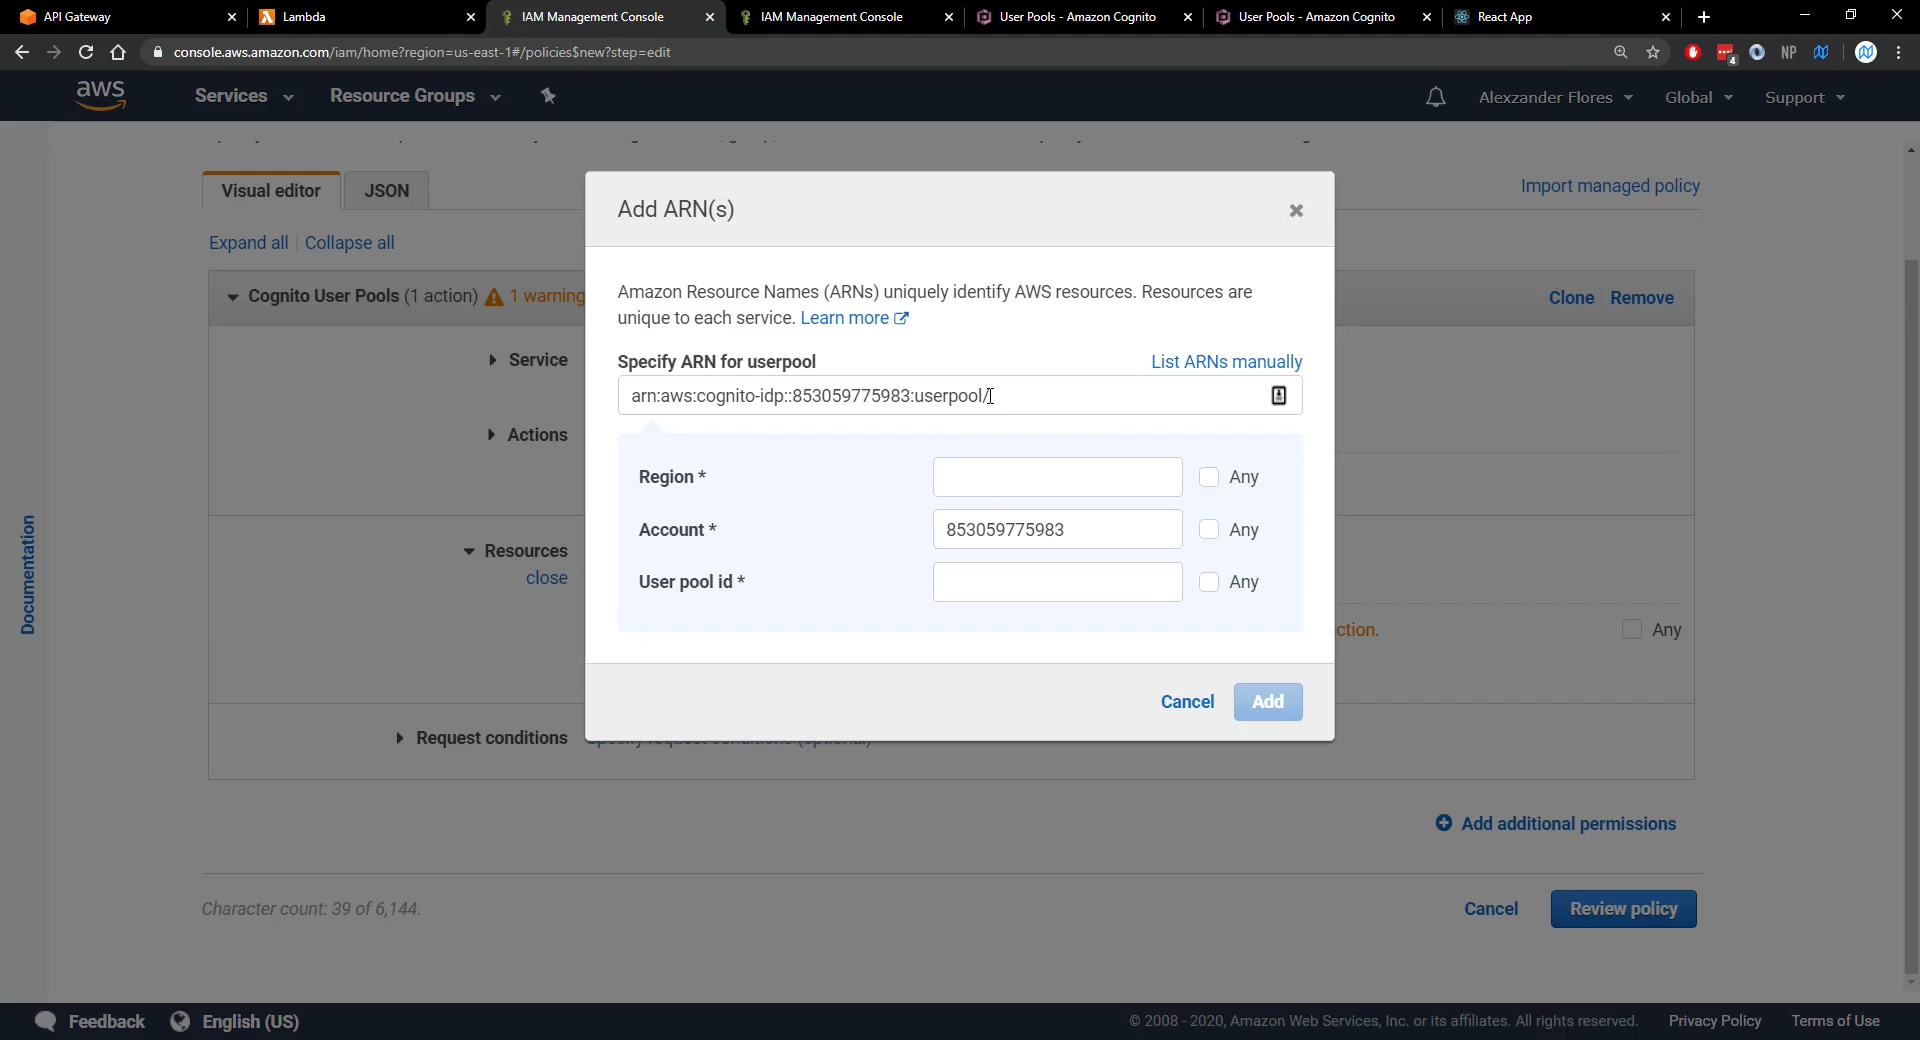 API Gateway
Lambda
IAM Management Console
IAM Management Console
User Pools - Amazon Cognito
User Pools - Amazon Cognito
React App
console.aws.amazon.com/iam/home?region=us-east-1#/policies$new?step=edit
4
NP
aws
Services
Resource Groups
Alexzander Flores
Global
Support
Visual editor
JSON
Import managed policy
Expand all
Collapse all
Cognito User Pools (1 action)
1 warning
Clone
Remove
Service
Actions
Resources
close
ction.
Any
Request conditions
Specify request conditions (optional)
Add additional permissions
Character count: 39 of 6,144.
Cancel
Review policy
Documentation
Add ARN(s)
Amazon Resource Names (ARNs) uniquely identify AWS resources. Resources are
unique to each service. Learn more
Specify ARN for userpool
List ARNs manually
arn:aws:cognito-idp::853059775983:userpool/
Region *
Any
Account *
853059775983
Any
User pool id *
Any
Cancel
Add
Feedback
English (US)
© 2008 - 2020, Amazon Web Services, Inc. or its affiliates. All rights reserved.
Privacy Policy
Terms of Use